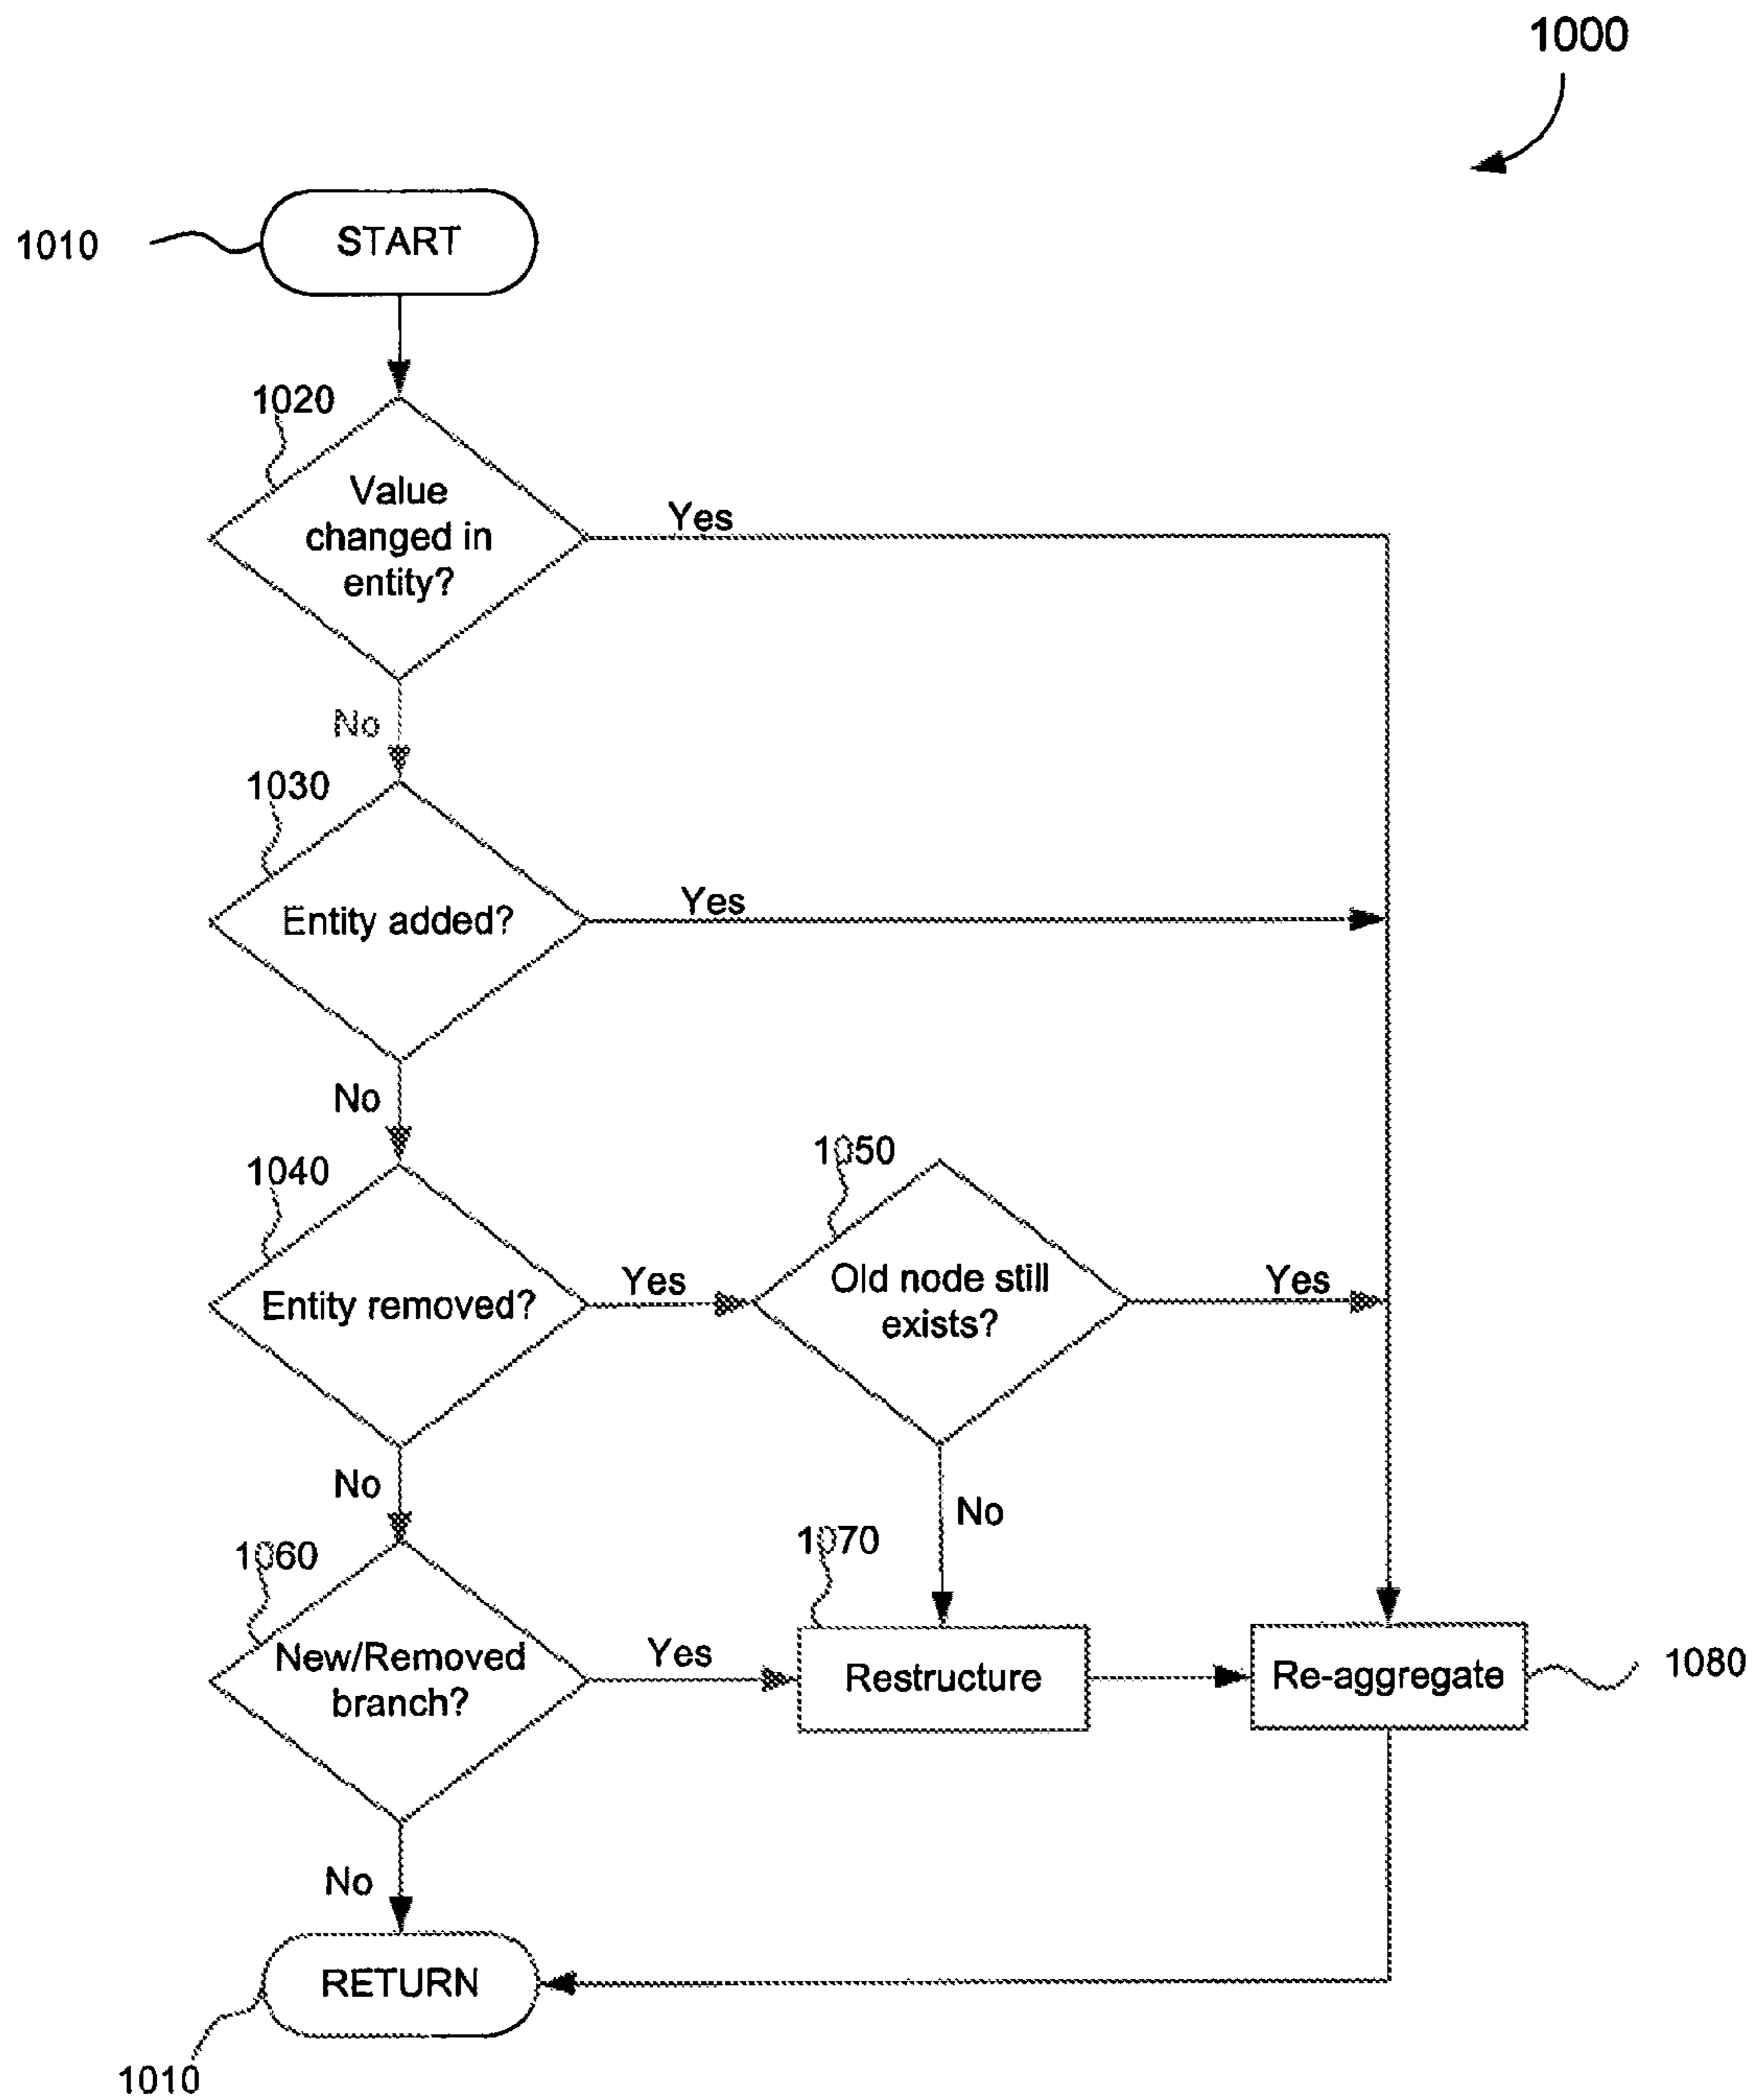 1000
1010
START
1020
Value
changed in
entity?
Yes
No
1030
Entity added?
Yes
No
1040
Entity removed?
Yes
1050
Old node still
exists?
Yes
No
No
1060
New/Removed
branch?
Yes
1070
Restructure
Re-aggregate
1080
No
RETURN
1010